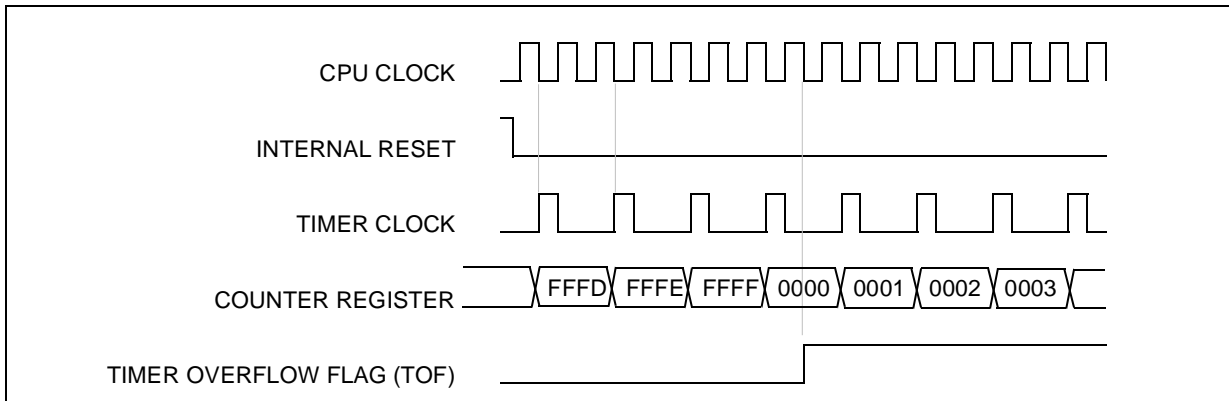 CPU CLOCK
INTERNAL RESET
TIMER CLOCK
COUNTER REGISTER
FFFD FFFE FFFF 0000 0001 0002 0003
TIMER OVERFLOW FLAG (TOF)